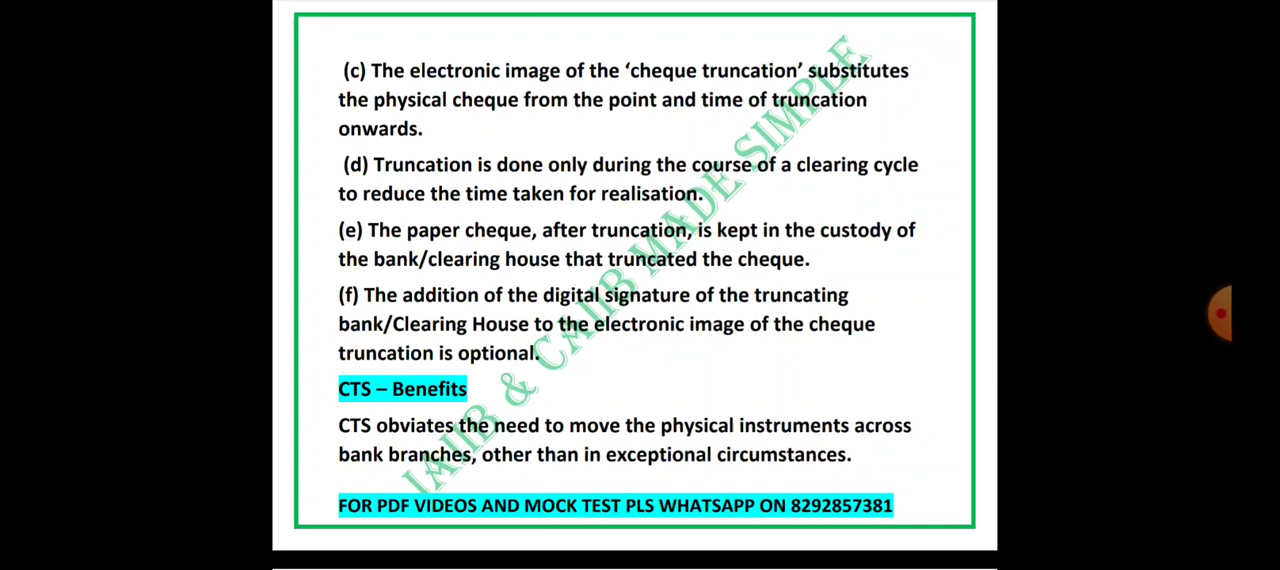 (c) The electronic image of the ‘cheque truncation’ substitutes
the physical cheque from the point and time of truncation
onwards.
(d) Truncation is done only during the course of a clearing cycle
to reduce the time taken for realisation.
(e) The paper cheque, after truncation, is kept in the custody of
the bank/clearing house that truncated the cheque.
(f) The addition of the digital signature of the truncating
bank/Clearing House to the electronic image of the cheque
truncation is optional.
CTS – Benefits
CTS obviates the need to move the physical instruments across
bank branches, other than in exceptional circumstances.
FOR PDF VIDEOS AND MOCK TEST PLS WHATSAPP ON 8292857381
JAIIB & CAIIB MADE SIMPLE